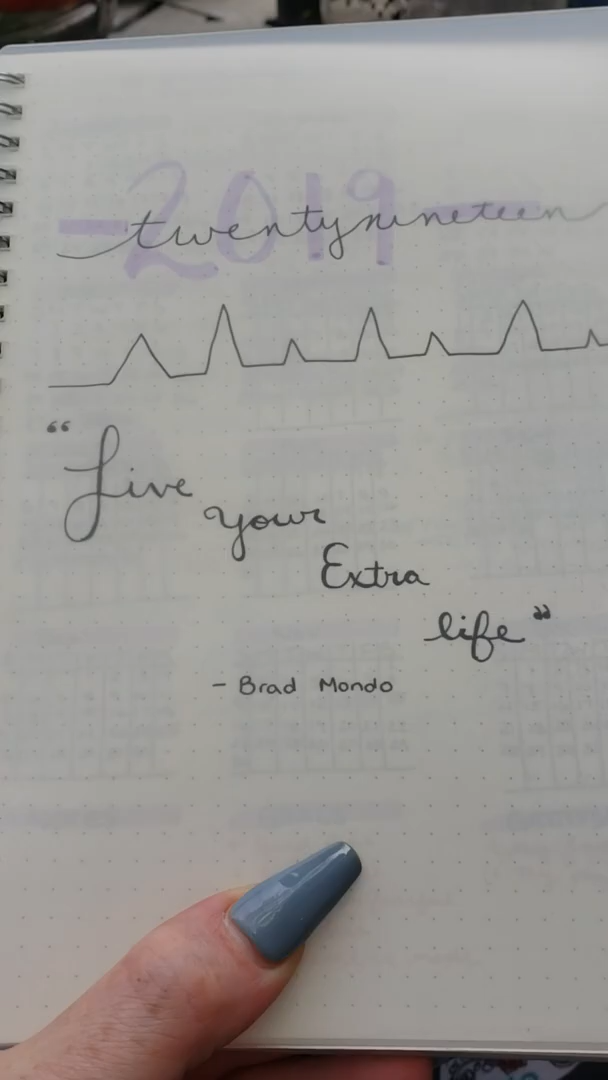 2019
twentynineteen
"Live
your
Extra
life"
- Brad Mondo